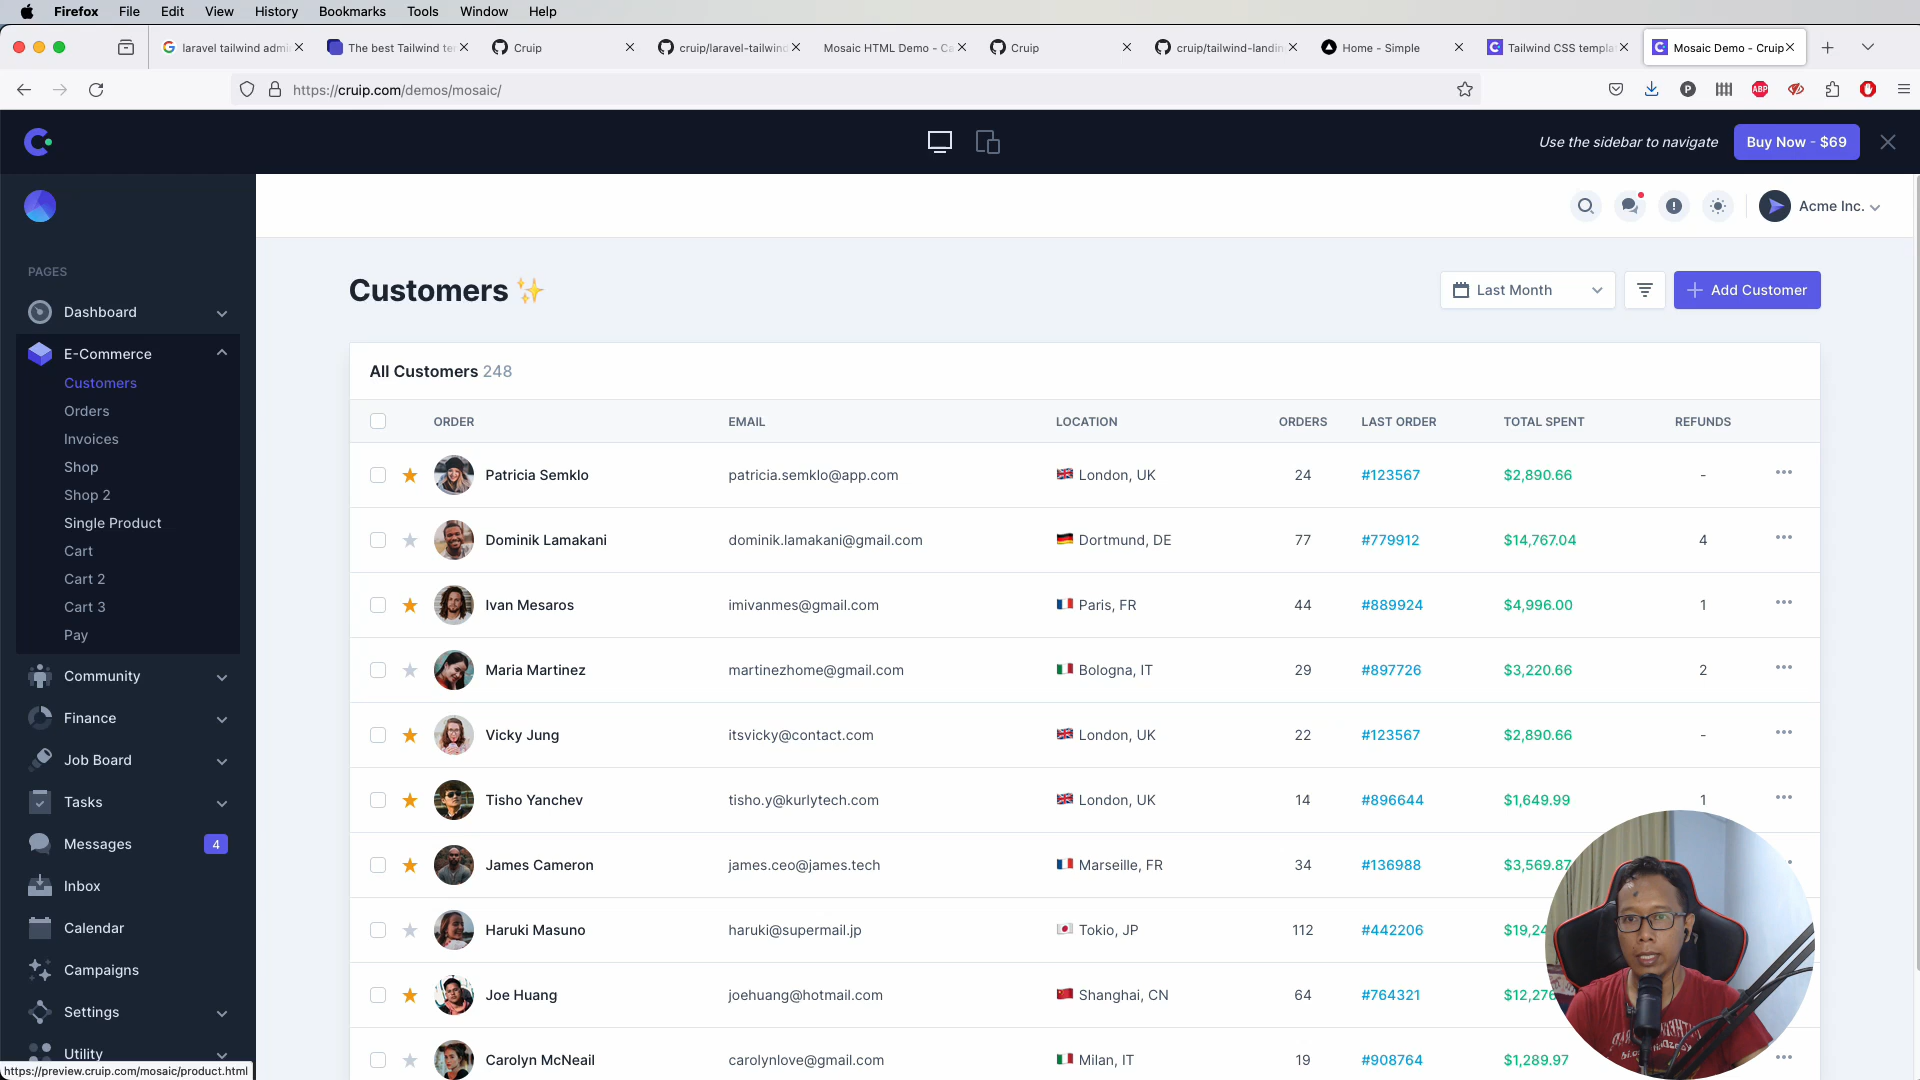 Firefox File Edit View History Bookmarks Tools Window Help
laravel tailwind admi
The best Tailwind te
Cruip
cruip/laravel-tailwind
Mosaic HTML Demo - Ca
Cruip
cruip/tailwind-landin
Home - Simple
Tailwind CSS templa
Mosaic Demo - Cruip
https://cruip.com/demos/mosaic/
P
ABP
Use the sidebar to navigate
Buy Now - $69
Acme Inc.
PAGES
Dashboard
E-Commerce
Customers
Orders
Invoices
Shop
Shop 2
Single Product
Cart
Cart 2
Cart 3
Pay
Community
Finance
Job Board
Tasks
Messages 4
Inbox
Calendar
Campaigns
Settings
Utility
https://preview.cruip.com/mosaic/product.html
Customers ✨
Last Month
Add Customer
All Customers 248
ORDER EMAIL LOCATION ORDERS LAST ORDER TOTAL SPENT REFUNDS
Patricia Semklo patricia.semklo@app.com 🇬🇧 London, UK 24 #123567 $2,890.66 -
Dominik Lamakani dominik.lamakani@gmail.com 🇩🇪 Dortmund, DE 77 #779912 $14,767.04 4
Ivan Mesaros imivanmes@gmail.com 🇫🇷 Paris, FR 44 #889924 $4,996.00 1
Maria Martinez martinezhome@gmail.com 🇮🇹 Bologna, IT 29 #897726 $3,220.66 2
Vicky Jung itsvicky@contact.com 🇬🇧 London, UK 22 #123567 $2,890.66 -
Tisho Yanchev tisho.y@kurlytech.com 🇬🇧 London, UK 14 #896644 $1,649.99 1
James Cameron james.ceo@james.tech 🇫🇷 Marseille, FR 34 #136988 $3,569.87
Haruki Masuno haruki@supermail.jp 🇯🇵 Tokio, JP 112 #442206 $19,24
Joe Huang joehuang@hotmail.com 🇨🇳 Shanghai, CN 64 #764321 $12,276
Carolyn McNeail carolynlove@gmail.com 🇮🇹 Milan, IT 19 #908764 $1,289.97